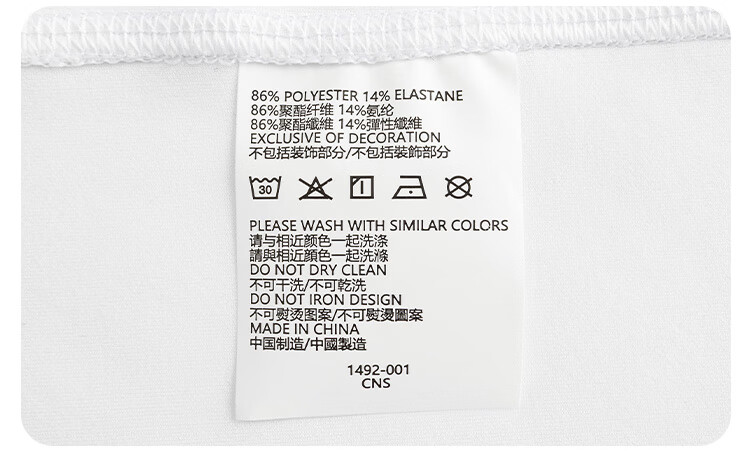 86% POLYESTER 14% ELASTANE
86%聚酯纤维 14%氨纶
86%聚酯纖維 14%彈性纖維
EXCLUSIVE OF DECORATION
不包括装饰部分/不包括裝飾部分
30
PLEASE WASH WITH SIMILAR COLORS
请与相近颜色一起洗涤
請與相近顔色一起洗滌
DO NOT DRY CLEAN
不可干洗/不可乾洗
DO NOT IRON DESIGN
不可熨烫图案/不可熨燙圖案
MADE IN CHINA
中国制造/中國製造
1492-001
CNS